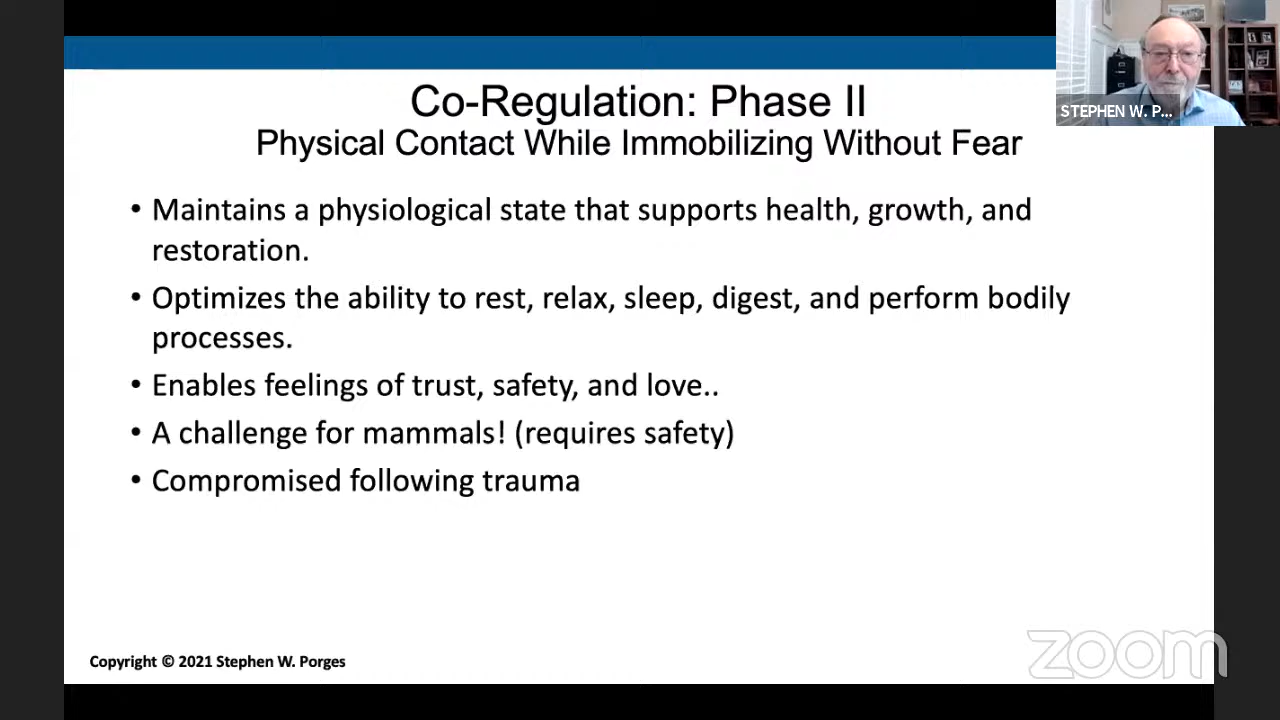 Co-Regulation: Phase II
Physical Contact While Immobilizing Without Fear
STEPHEN W. P...
• Maintains a physiological state that supports health, growth, and
restoration.
• Optimizes the ability to rest, relax, sleep, digest, and perform bodily
processes.
• Enables feelings of trust, safety, and love..
• A challenge for mammals! (requires safety)
• Compromised following trauma
Copyright © 2021 Stephen W. Porges
zoom